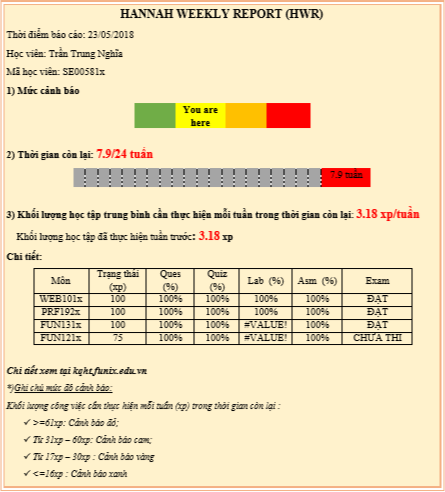 HANNAH WEEKLY REPORT (HWR)
Thời điểm báo cáo: 23/05/2018
Học viên: Trần Trung Nghĩa
Mã học viên: SE00581x
1) Mức cảnh báo
You are
here
2) Thời gian còn lại: 7.9/24 tuần
7.9 tuần
3) Khối lượng học tập trung bình cần thực hiện mỗi tuần trong thời gian còn lại: 3.18 xp/tuần
Khối lượng học tập đã thực hiện tuần trước: 3.18 xp
Chi tiết:
Môn Trạng thái (xp) Ques (%) Quiz (%) Lab (%) Asm (%) Exam
WEB101x 100 100% 100% 100% 100% ĐẠT
PRF192x 100 100% 100% 100% 100% ĐẠT
FUN131x 100 100% 100% #VALUE! 100% ĐẠT
FUN121x 75 100% 100% #VALUE! 100% CHƯA THI
Chi tiết xem tại kqht.funix.edu.vn
*)Ghi chú mức độ cảnh báo:
Khối lượng công việc cần thực hiện mỗi tuần (xp) trong thời gian còn lại :
✓ >=61xp: Cảnh báo đỏ;
✓ Từ 31xp – 60xp: Cảnh báo cam;
✓ Từ 17xp – 30xp : Cảnh báo vàng
✓ <=16xp : Cảnh báo xanh